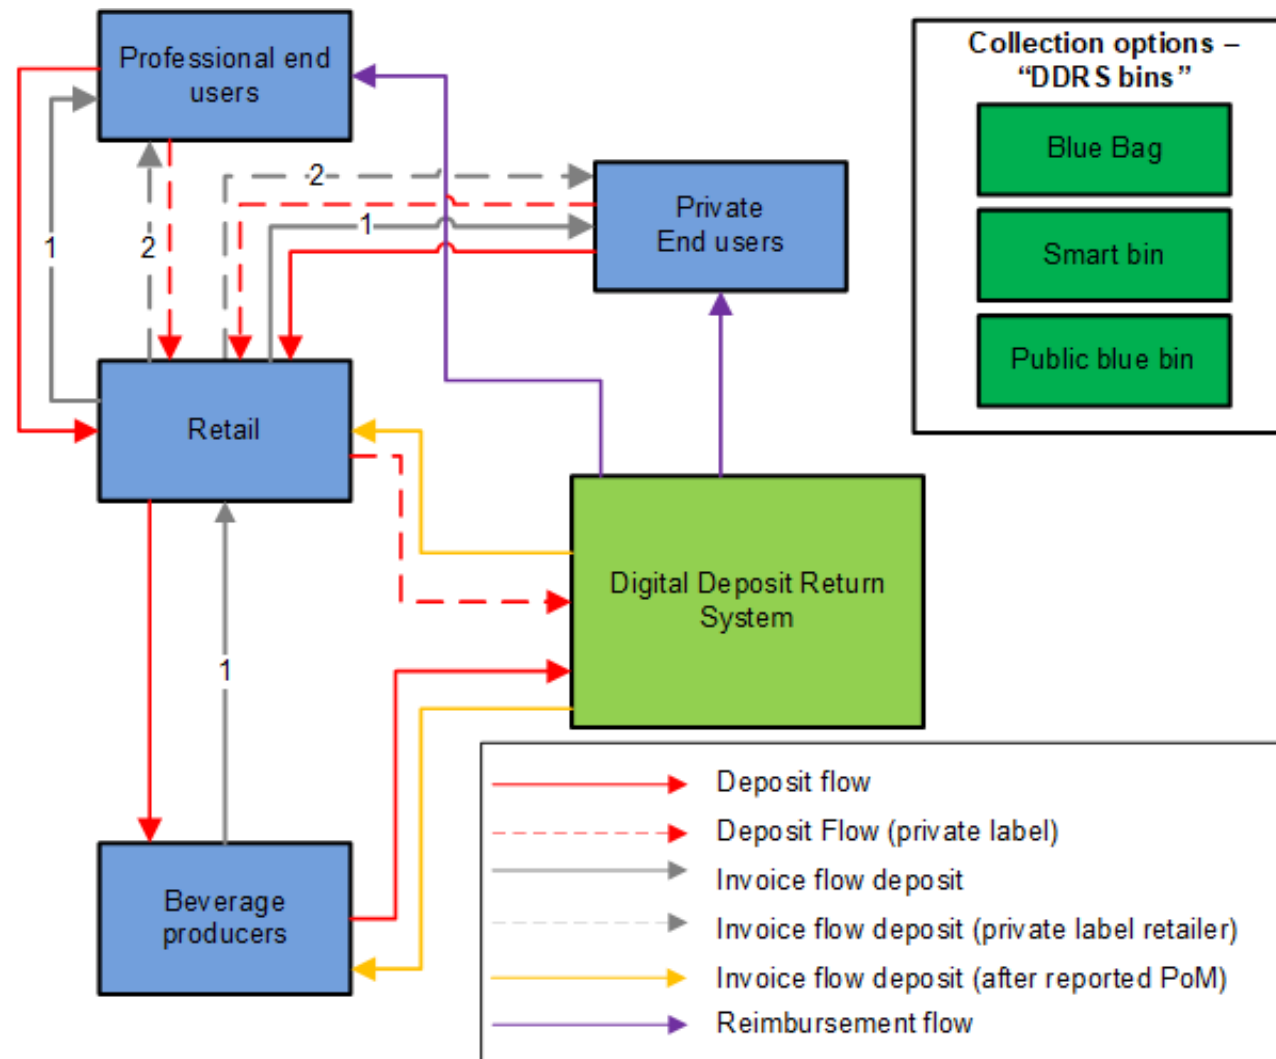 Professional end
users
Collection options –
“DDRS bins”
Blue Bag
Smart bin
Public blue bin
2
1
Private
End users
1
2
Retail
Digital Deposit Return
System
1
Beverage
producers
Deposit flow
Deposit Flow (private label)
Invoice flow deposit
Invoice flow deposit (private label retailer)
Invoice flow deposit (after reported PoM)
Reimbursement flow